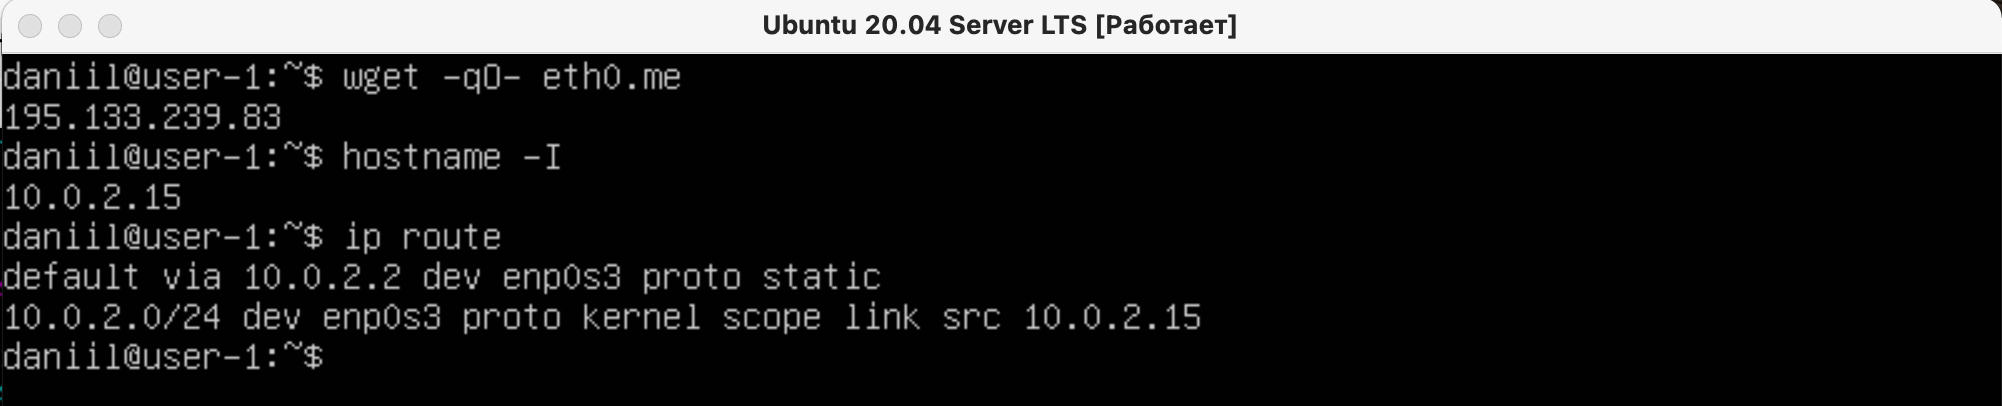 Ubuntu 20.04 Server LTS [Работает]
daniil@user-1:~$ wget -qO- eth0.me
195.133.239.83
daniil@user-1:~$ hostname -I
10.0.2.15
daniil@user-1:~$ ip route
default via 10.0.2.2 dev enp0s3 proto static
10.0.2.0/24 dev enp0s3 proto kernel scope link src 10.0.2.15
daniil@user-1:~$